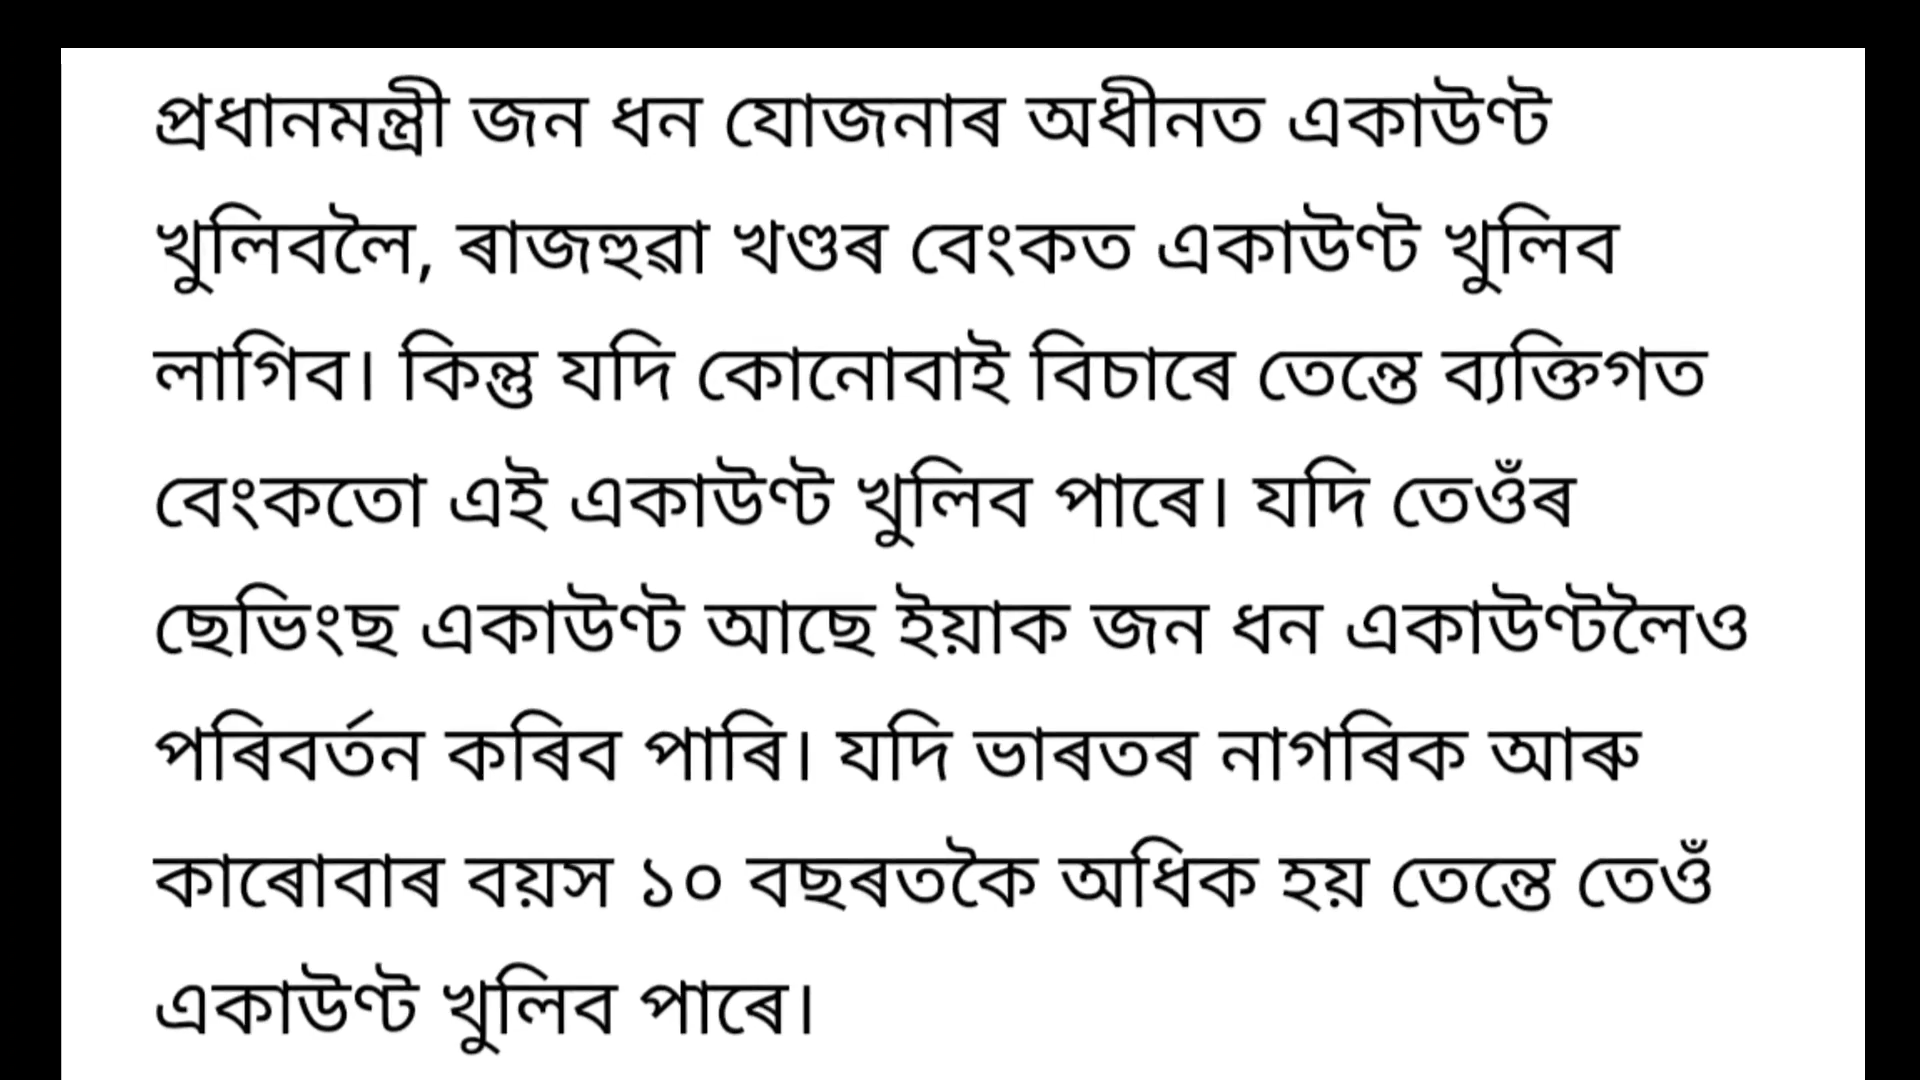 প্ৰধানমন্ত্ৰী জন ধন যোজনাৰ অধীনত একাউণ্ট
খুলিবলৈ, ৰাজহুৱা খণ্ডৰ বেংকত একাউণ্ট খুলিব
লাগিব। কিন্তু যদি কোনোবাই বিচাৰে তেন্তে ব্যক্তিগত
বেংকতো এই একাউণ্ট খুলিব পাৰে। যদি তেওঁৰ
ছেভিংছ একাউণ্ট আছে ইয়াক জন ধন একাউণ্টলৈও
পৰিবৰ্তন কৰিব পাৰি। যদি ভাৰতৰ নাগৰিক আৰু
কাৰোবাৰ বয়স ১০ বছৰতকৈ অধিক হয় তেন্তে তেওঁ
একাউণ্ট খুলিব পাৰে।